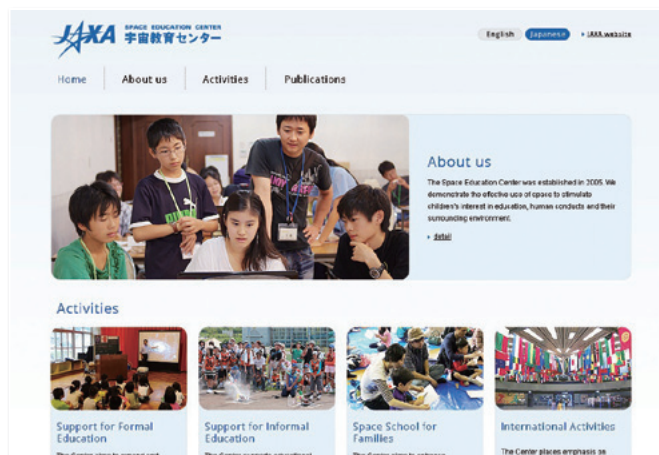 JAXA SPACE EDUCATION CENTER
宇宙教育センター
English Japanese JAXA website
Home About us Activities Publications
About us
The Space Education Center was established in 2005. We
demonstrate the effective use of space to stimulate
children's interest in education, human conducts and their
surrounding environment.
detail
Activities
Support for Formal
Education
Support for Informal
Education
Space School for
Families
International Activities
The Center places emphasis on